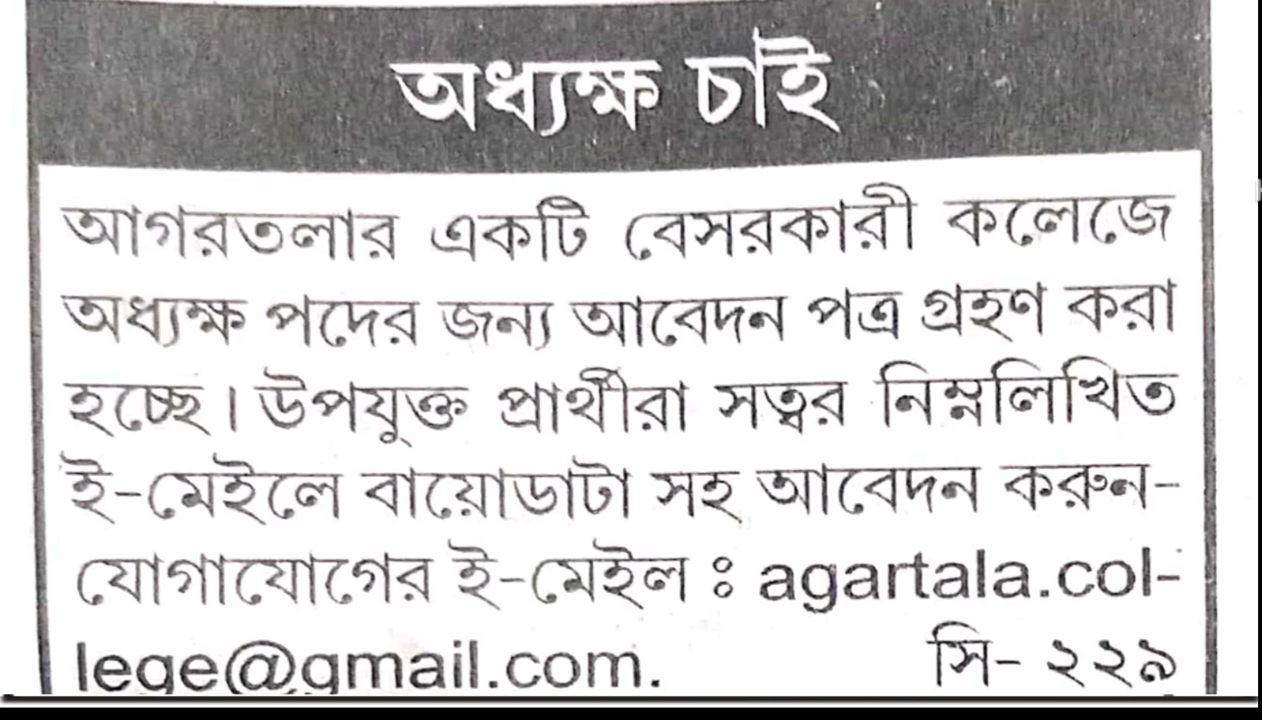 অধ্যক্ষ চাই
আগরতলার একটি বেসরকারী কলেজে
অধ্যক্ষ পদের জন্য আবেদন পত্র গ্রহণ করা
হচ্ছে। উপযুক্ত প্রার্থীরা সত্বর নিম্নলিখিত
ই-মেইলে বায়োডাটা সহ আবেদন করুন-
যোগাযোগের ই-মেইল ঃ agartala.col-
lege@gmail.com. সি- ২২৯